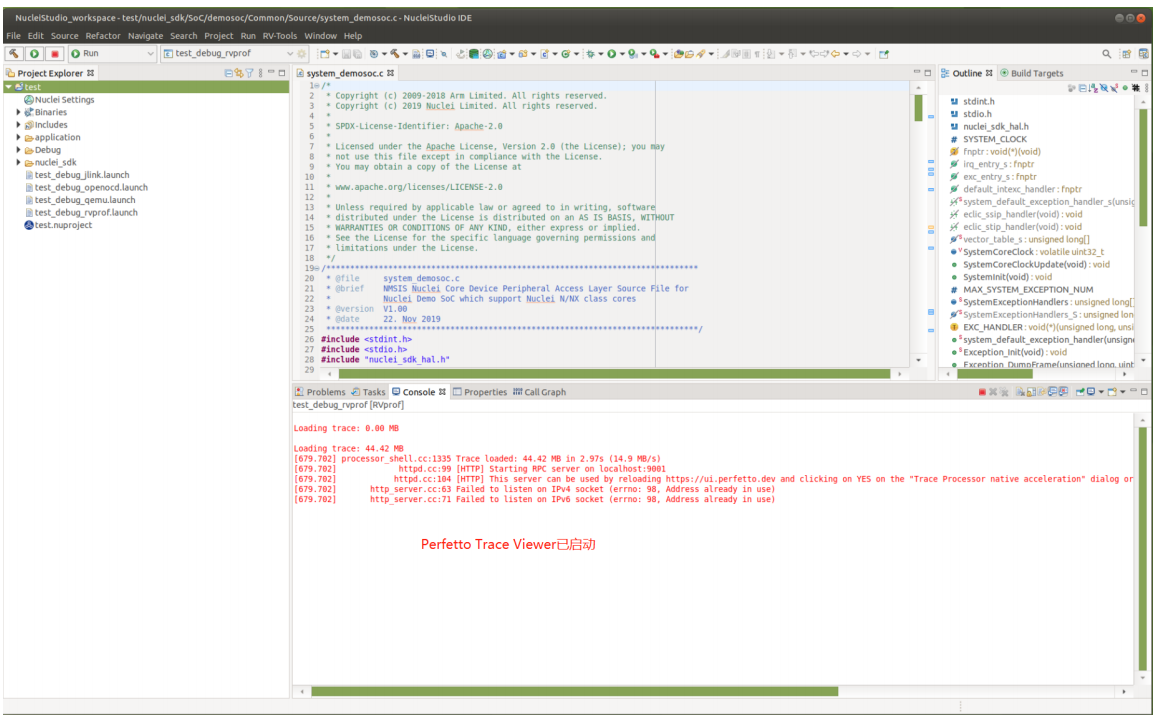 NucleiStudio_workspace - test/nuclei_sdk/SoC/demosoc/Common/Source/system_demosoc.c - NucleiStudio IDE
File Edit Source Refactor Navigate Search Project Run RV-Tools Window Help
Run
test_debug_rvprof
Project Explorer
test
Nuclei Settings
Binaries
Includes
application
Debug
nuclei_sdk
test_debug_jlink.launch
test_debug_openocd.launch
test_debug_qemu.launch
test_debug_rvprof.launch
test.nuproject
system_demosoc.c
1 /*
2 * Copyright (c) 2009-2018 Arm Limited. All rights reserved.
3 * Copyright (c) 2019 Nuclei Limited. All rights reserved.
4 *
5 * SPDX-License-Identifier: Apache-2.0
6 *
7 * Licensed under the Apache License, Version 2.0 (the License); you may
8 * not use this file except in compliance with the License.
9 * You may obtain a copy of the License at
10 *
11 * www.apache.org/licenses/LICENSE-2.0
12 *
13 * Unless required by applicable law or agreed to in writing, software
14 * distributed under the License is distributed on an AS IS BASIS, WITHOUT
15 * WARRANTIES OR CONDITIONS OF ANY KIND, either express or implied.
16 * See the License for the specific language governing permissions and
17 * limitations under the License.
18 */
19 /******************************************************************************
20 * @file system_demosoc.c
21 * @brief NMSIS Nuclei Core Device Peripheral Access Layer Source File for
22 * Nuclei Demo SoC which support Nuclei N/NX class cores
23 * @version V1.00
24 * @date 22. Nov 2019
25 ******************************************************************************/
26 #include <stdint.h>
27 #include <stdio.h>
28 #include "nuclei_sdk_hal.h"
29
Outline Build Targets
stdint.h
stdio.h
nuclei_sdk_hal.h
SYSTEM_CLOCK
fnptr : void(*)(void)
irq_entry_s : fnptr
exc_entry_s : fnptr
default_intexc_handler : fnptr
system_default_exception_handler_s(unsig
eclic_ssip_handler(void) : void
eclic_stip_handler(void) : void
vector_table_s : unsigned long[]
SystemCoreClock : volatile uint32_t
SystemCoreClockUpdate(void) : void
SystemInit(void) : void
MAX_SYSTEM_EXCEPTION_NUM
SystemExceptionHandlers : unsigned long[
SystemExceptionHandlers_S : unsigned lon
EXC_HANDLER : void(*)(unsigned long, unsi
system_default_exception_handler(unsigne
Exception_Init(void) : void
Exception_DumpFrame(unsigned long, uint
Problems Tasks Console Properties Call Graph
test_debug_rvprof [RVprof]
Loading trace: 0.00 MB
Loading trace: 44.42 MB
[679.702] processor_shell.cc:1335 Trace loaded: 44.42 MB in 2.97s (14.9 MB/s)
[679.702] httpd.cc:99 [HTTP] Starting RPC server on localhost:9001
[679.702] httpd.cc:104 [HTTP] This server can be used by reloading https://ui.perfetto.dev and clicking on YES on the "Trace Processor native acceleration" dialog or
[679.702] http_server.cc:63 Failed to listen on IPv4 socket (errno: 98, Address already in use)
[679.702] http_server.cc:71 Failed to listen on IPv6 socket (errno: 98, Address already in use)
Perfetto Trace Viewer已启动